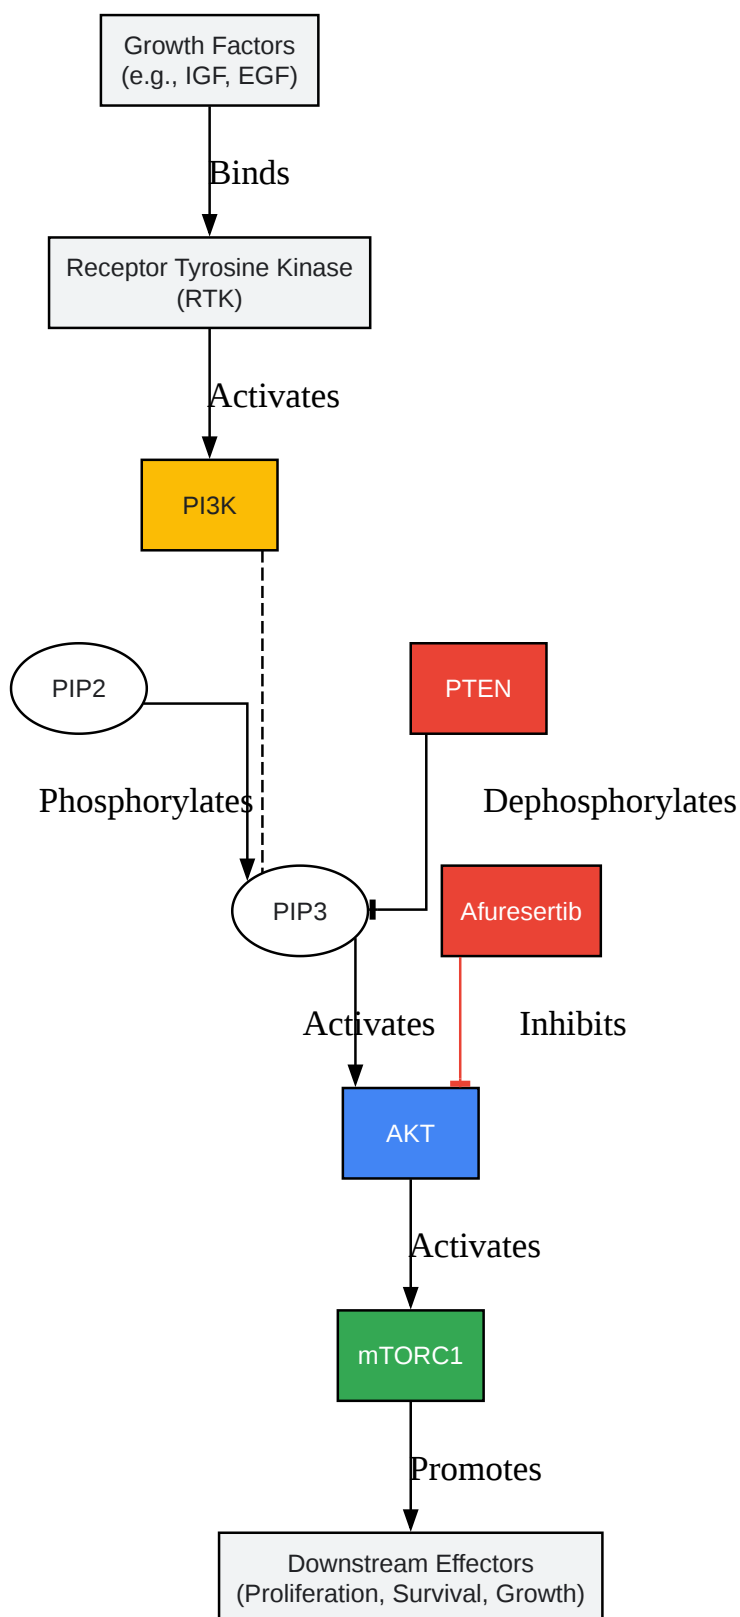 Growth Factors
(e.g., IGF, EGF)
Binds
Receptor Tyrosine Kinase
(RTK)
Activates
PI3K
PIP2
PTEN
Phosphorylates
Dephosphorylates
PIP3
Afuresertib
Activates
Inhibits
AKT
Activates
mTORC1
Promotes
Downstream Effectors
(Proliferation, Survival, Growth)